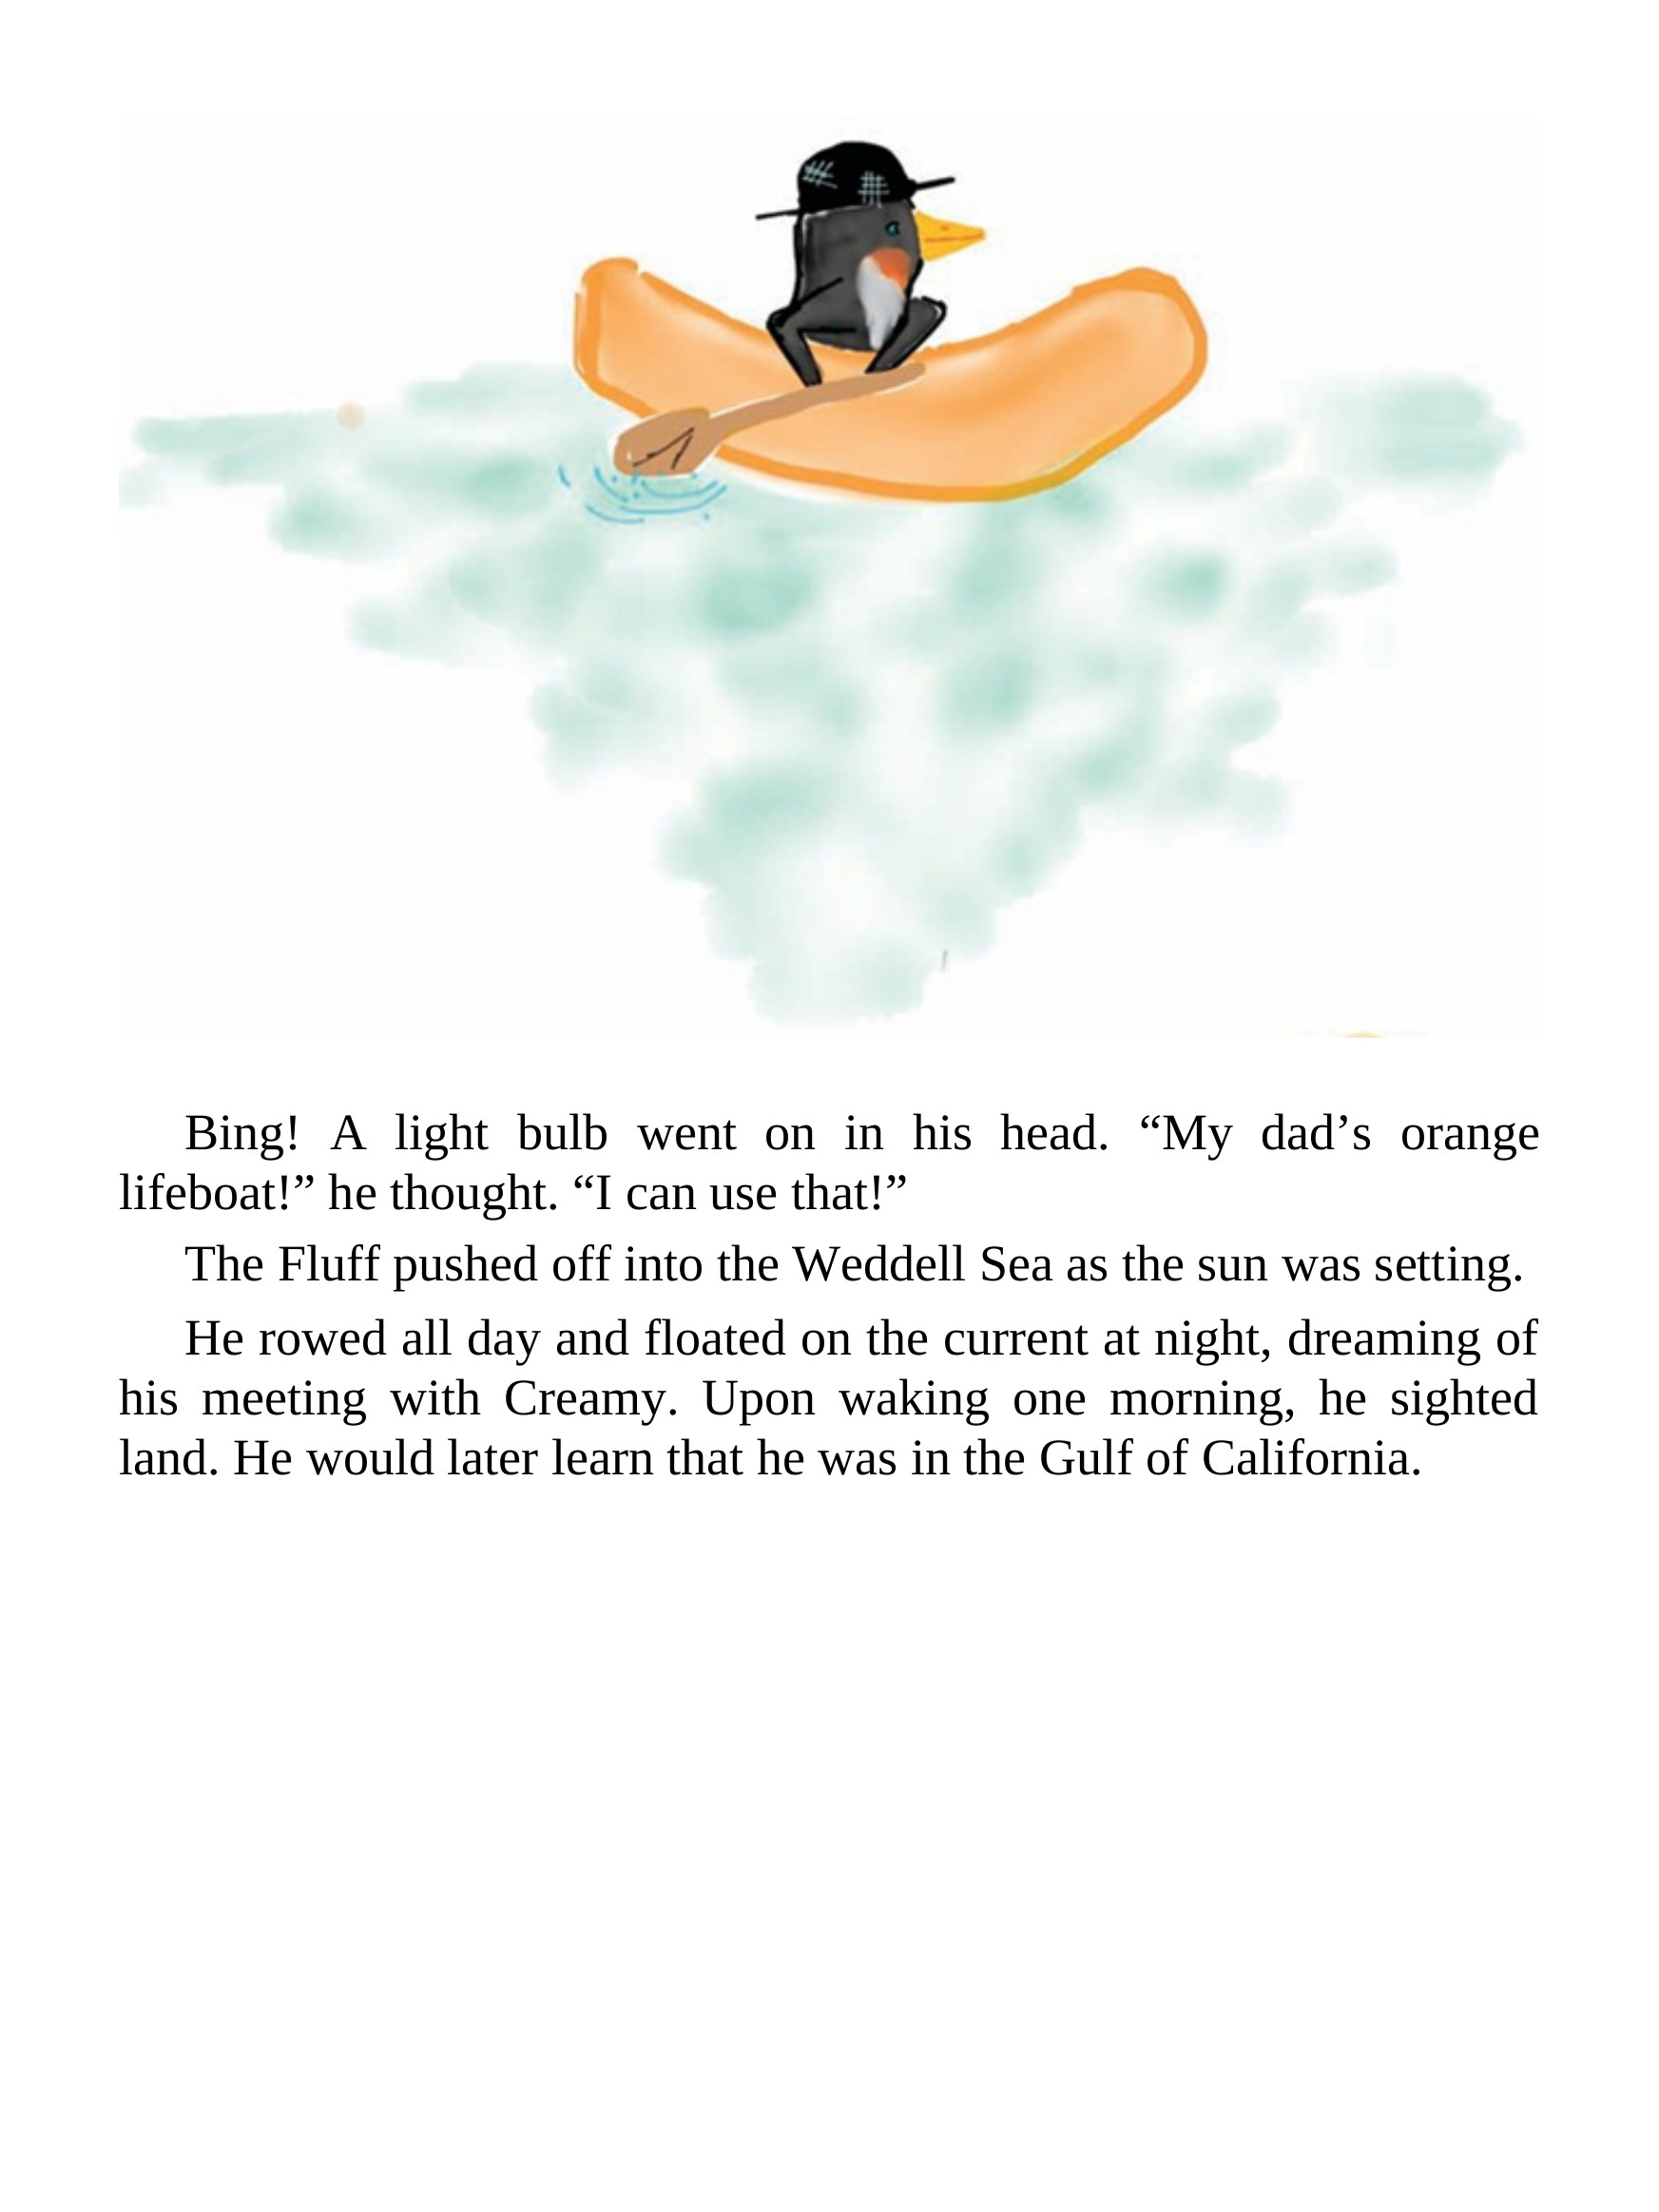 Bing! A light bulb went on in his head. “My dad’s orange
lifeboat!” he thought. “I can use that!”
The Fluff pushed off into the Weddell Sea as the sun was setting.
He rowed all day and floated on the current at night, dreaming of
his meeting with Creamy. Upon waking one morning, he sighted
land. He would later learn that he was in the Gulf of California.